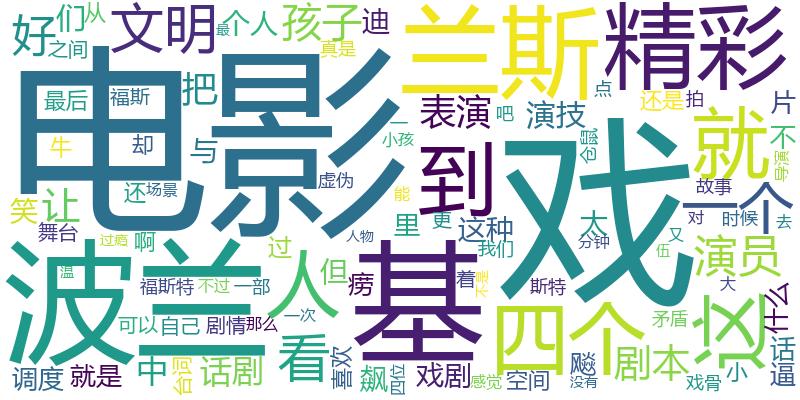 好 们 从 文明 个人 最 孩子 迪 兰斯 精彩
之间 真是
电影
最后 福斯 把 表演 演技 吧 点 还是 拍 片
牛 却 与 一 小孩 到 戏 仓鼠 就 不 导演
还 场景 虚伪 能 故事 一个
笑 让 里 更 这种 太 对 时候 去
舞台 啊 过瘾 过 人物 我们 分钟 又 伍 演员
波兰 温 人 但 痨 基 着 不是 斯特 大 这 什么
福斯特 不过 一部 四个
可以 自己 剧情 那么 一次 看 矛盾 话
调度 就是 中 台词 话剧 喜欢 飙 四位 戏剧 感觉 空间 飚 没有 剧本 戏骨 小 逼